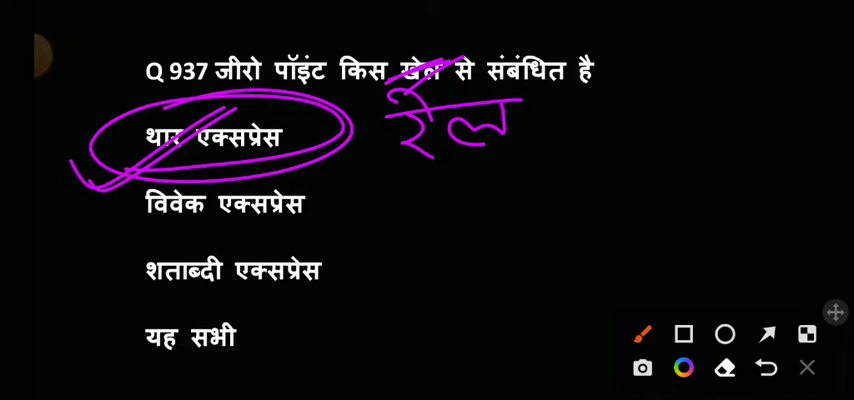 Q 937 जीरो पॉइंट किस खेल से संबंधित है
रेल
थार एक्सप्रेस
विवेक एक्सप्रेस
शताब्दी एक्सप्रेस
यह सभी